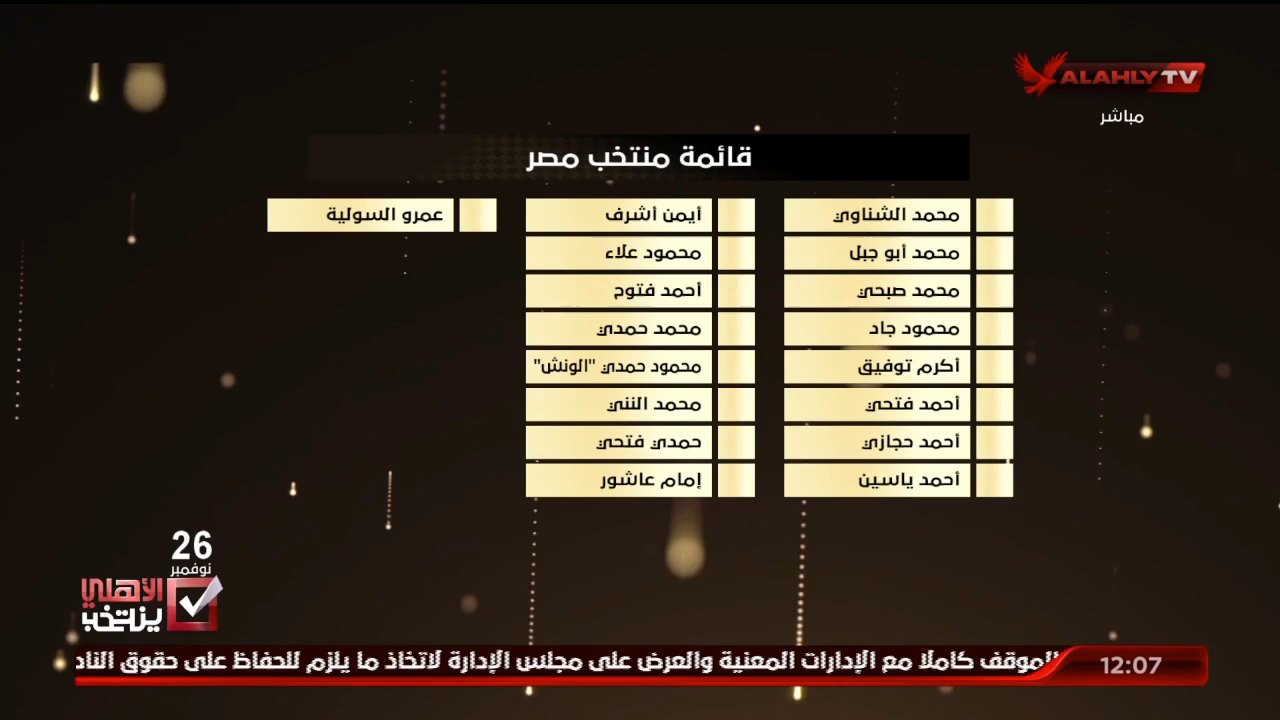 ALAHLY TV
مباشر
قائمة منتخب مصر
محمد الشناوي
محمد أبو جبل
محمد صبحي
محمود جاد
أكرم توفيق
أحمد فتحي
أحمد حجازي
أحمد ياسين
أيمن أشرف
محمود علاء
أحمد فتوح
محمد حمدي
محمود حمدي "الونش"
محمد النني
حمدي فتحي
إمام عاشور
عمرو السولية
26
نوفمبر
الأهلي
ينتخب
الموقف كاملا مع الإدارات المعنية والعرض على مجلس الإدارة لاتخاذ ما يلزم للحفاظ على حقوق الناد
12:07